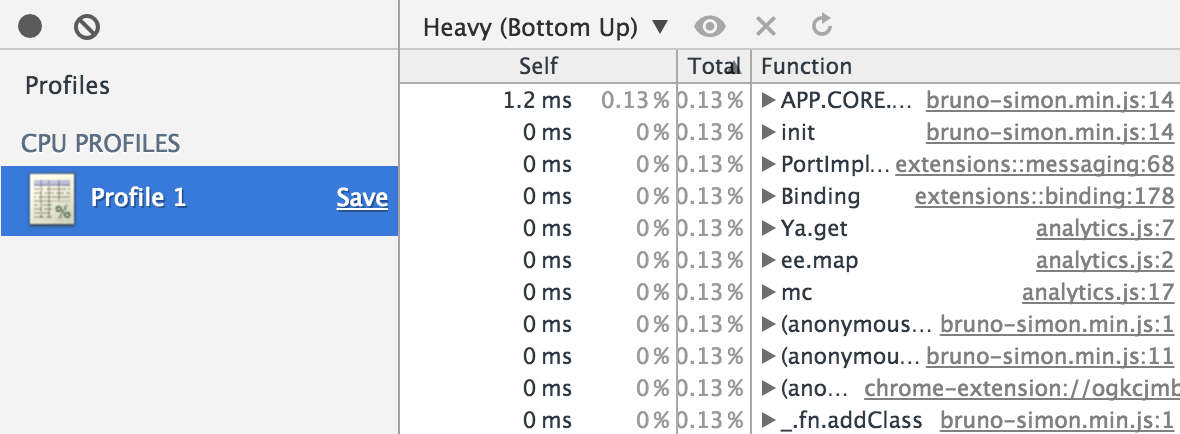 Heavy (Bottom Up) ▼
Profiles
CPU PROFILES
Profile 1 Save
Self Total Function
1.2 ms 0.13 % 0.13 % APP.CORE.… bruno-simon.min.js:14
0 ms 0 % 0.13 % init bruno-simon.min.js:14
0 ms 0 % 0.13 % PortImpl… extensions::messaging:68
0 ms 0 % 0.13 % Binding extensions::binding:178
0 ms 0 % 0.13 % Ya.get analytics.js:7
0 ms 0 % 0.13 % ee.map analytics.js:2
0 ms 0 % 0.13 % mc analytics.js:17
0 ms 0 % 0.13 % (anonymous… bruno-simon.min.js:1
0 ms 0 % 0.13 % (anonymou… bruno-simon.min.js:11
0 ms 0 % 0.13 % (ano… chrome-extension://ogkcjmb
0 ms 0 % 0.13 % _.fn.addClass bruno-simon.min.js:1